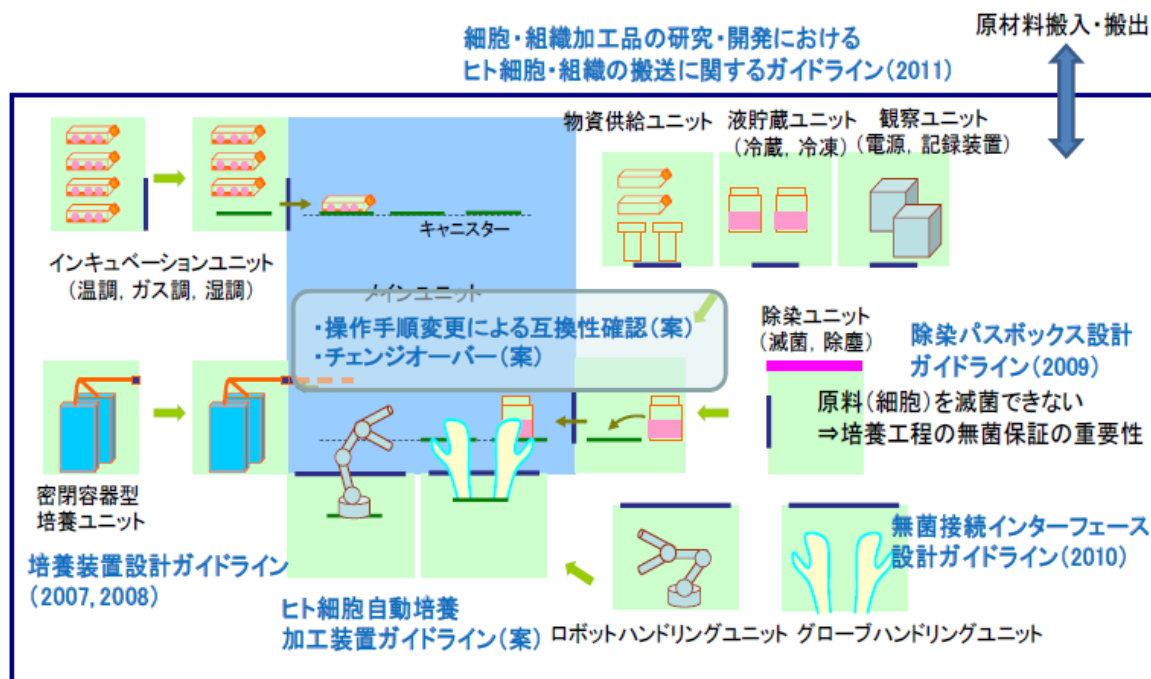 原材料搬入・搬出
細胞・組織加工品の研究・開発における
ヒト細胞・組織の搬送に関するガイドライン(2011)
物資供給ユニット
液貯蔵ユニット
(冷蔵, 冷凍)
観察ユニット
(電源, 記録装置)
キャニスター
インキュベーションユニット
(温調, ガス調, 湿調)
メインユニット
・操作手順変更による互換性確認(案)
・チェンジオーバー(案)
除染ユニット
(滅菌, 除塵)
除染パスボックス設計
ガイドライン(2009)
原料(細胞)を滅菌できない
⇒培養工程の無菌保証の重要性
密閉容器型
培養ユニット
培養装置設計ガイドライン
(2007, 2008)
無菌接続インターフェース
設計ガイドライン(2010)
ヒト細胞自動培養
加工装置ガイドライン(案)
ロボットハンドリングユニット
グローブハンドリングユニット